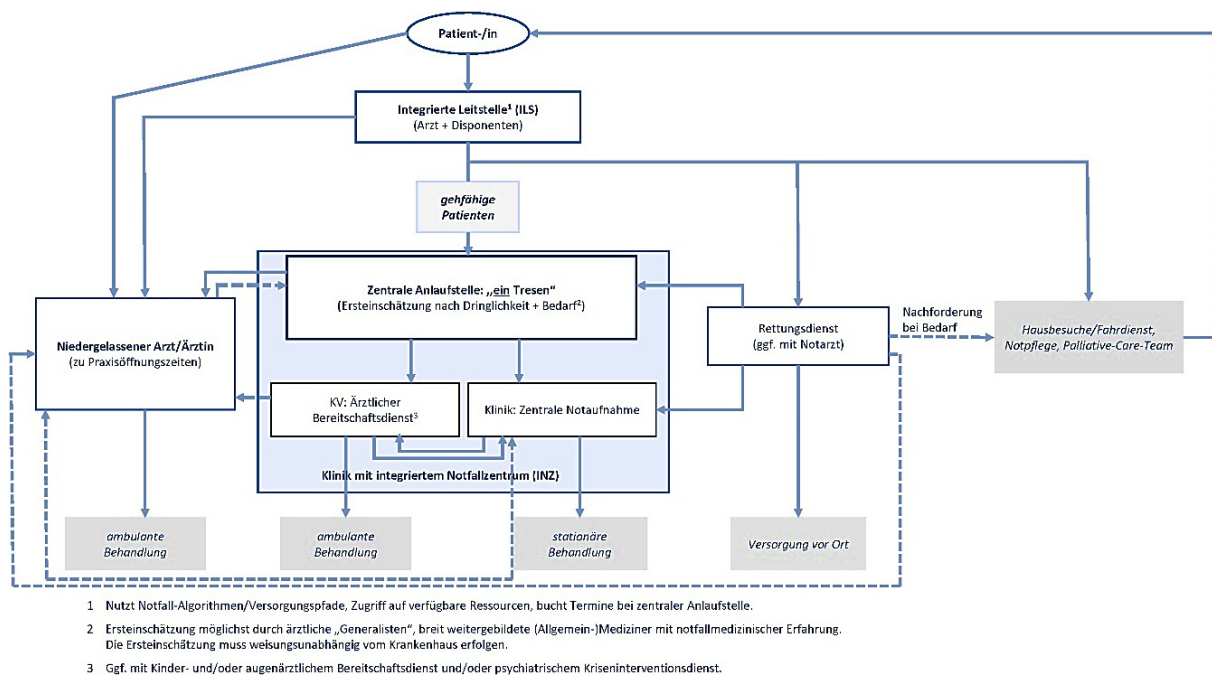 Patient-/in
Integrierte Leitstelle¹ (ILS)
(Arzt + Disponenten)
gehfähige
Patienten
Zentrale Anlaufstelle: „ein Tresen“
(Ersteinschätzung nach Dringlichkeit + Bedarf²)
Niedergelassener Arzt/Ärztin
(zu Praxisöffnungszeiten)
Rettungsdienst
(ggf. mit Notarzt)
Nachforderung
bei Bedarf
Hausbesuche/Fahrdienst,
Notpflege, Palliative-Care-Team
KV: Ärztlicher
Bereitschaftsdienst³
Klinik: Zentrale Notaufnahme
Klinik mit integriertem Notfallzentrum (INZ)
ambulante
Behandlung
ambulante
Behandlung
stationäre
Behandlung
Versorgung vor Ort
1 Nutzt Notfall-Algorithmen/Versorgungspfade, Zugriff auf verfügbare Ressourcen, bucht Termine bei zentraler Anlaufstelle.
2 Ersteinschätzung möglichst durch ärztliche „Generalisten“, breit weitergebildete (Allgemein-)Mediziner mit notfallmedizinischer Erfahrung.
Die Ersteinschätzung muss weisungsunabhängig vom Krankenhaus erfolgen.
3 Ggf. mit Kinder- und/oder augenärztlichem Bereitschaftsdienst und/oder psychiatrischem Kriseninterventionsdienst.